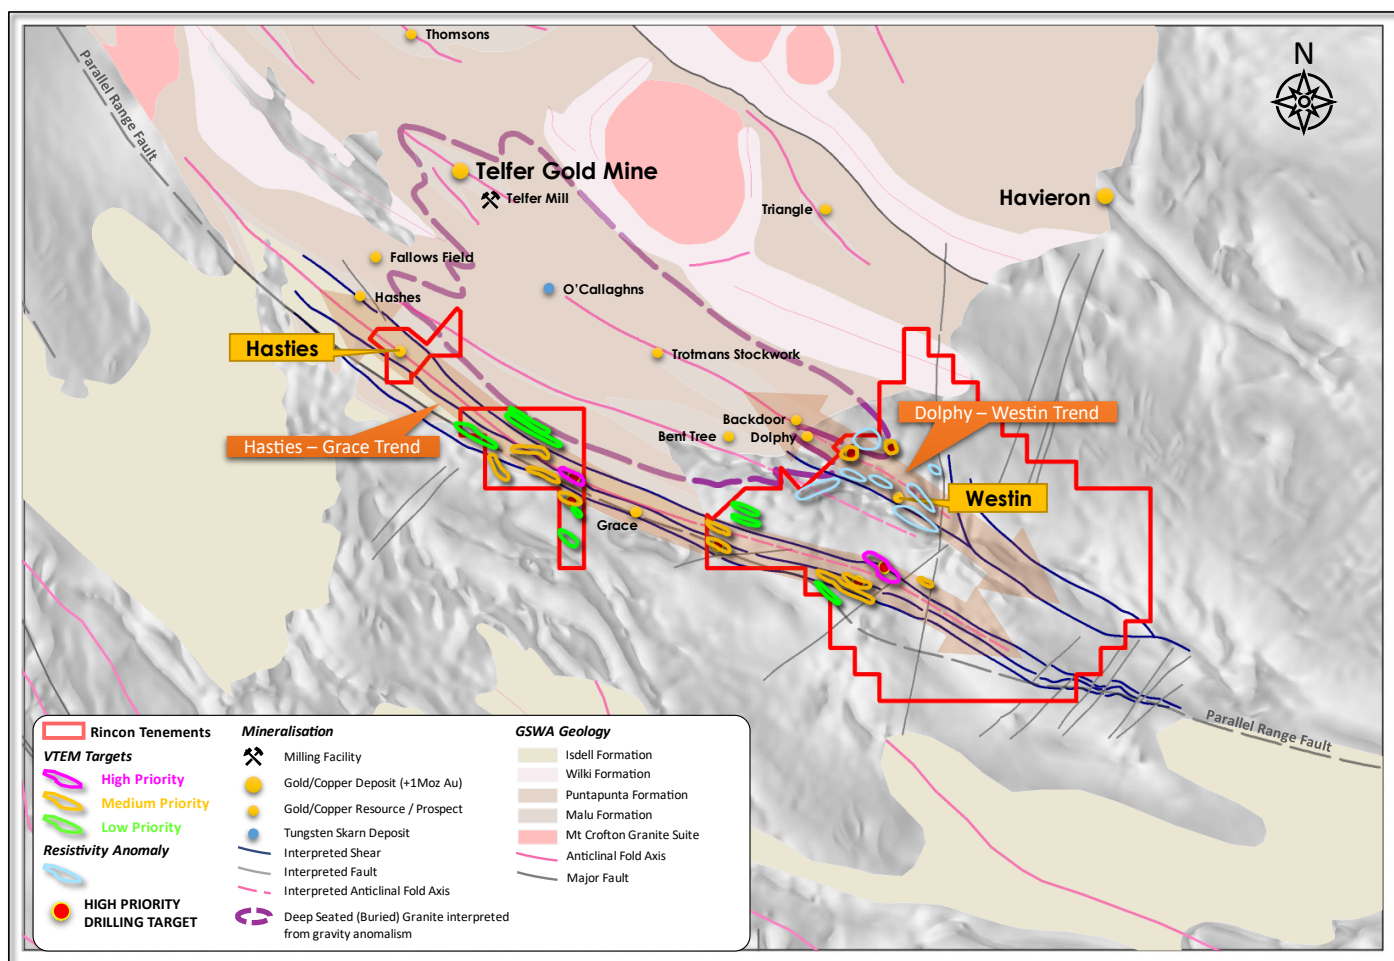 Thomsons
N
Parallel Range Fault
Telfer Gold Mine
Telfer Mill
Havieron
Triangle
Fallows Field
O'Callaghns
Hashes
Hasties
Trotmans Stockwork
Dolphy – Westin Trend
Backdoor
Bent Tree
Dolphy
Hasties – Grace Trend
Westin
Grace
Parallel Range Fault
Rincon Tenements
VTEM Targets
High Priority
Medium Priority
Low Priority
Resistivity Anomaly
HIGH PRIORITY
DRILLING TARGET
Mineralisation
Milling Facility
Gold/Copper Deposit (+1Moz Au)
Gold/Copper Resource / Prospect
Tungsten Skarn Deposit
Interpreted Shear
Interpreted Fault
Interpreted Anticlinal Fold Axis
Deep Seated (Buried) Granite interpreted
from gravity anomalism
GSWA Geology
Isdell Formation
Wilki Formation
Puntapunta Formation
Malu Formation
Mt Crofton Granite Suite
Anticlinal Fold Axis
Major Fault